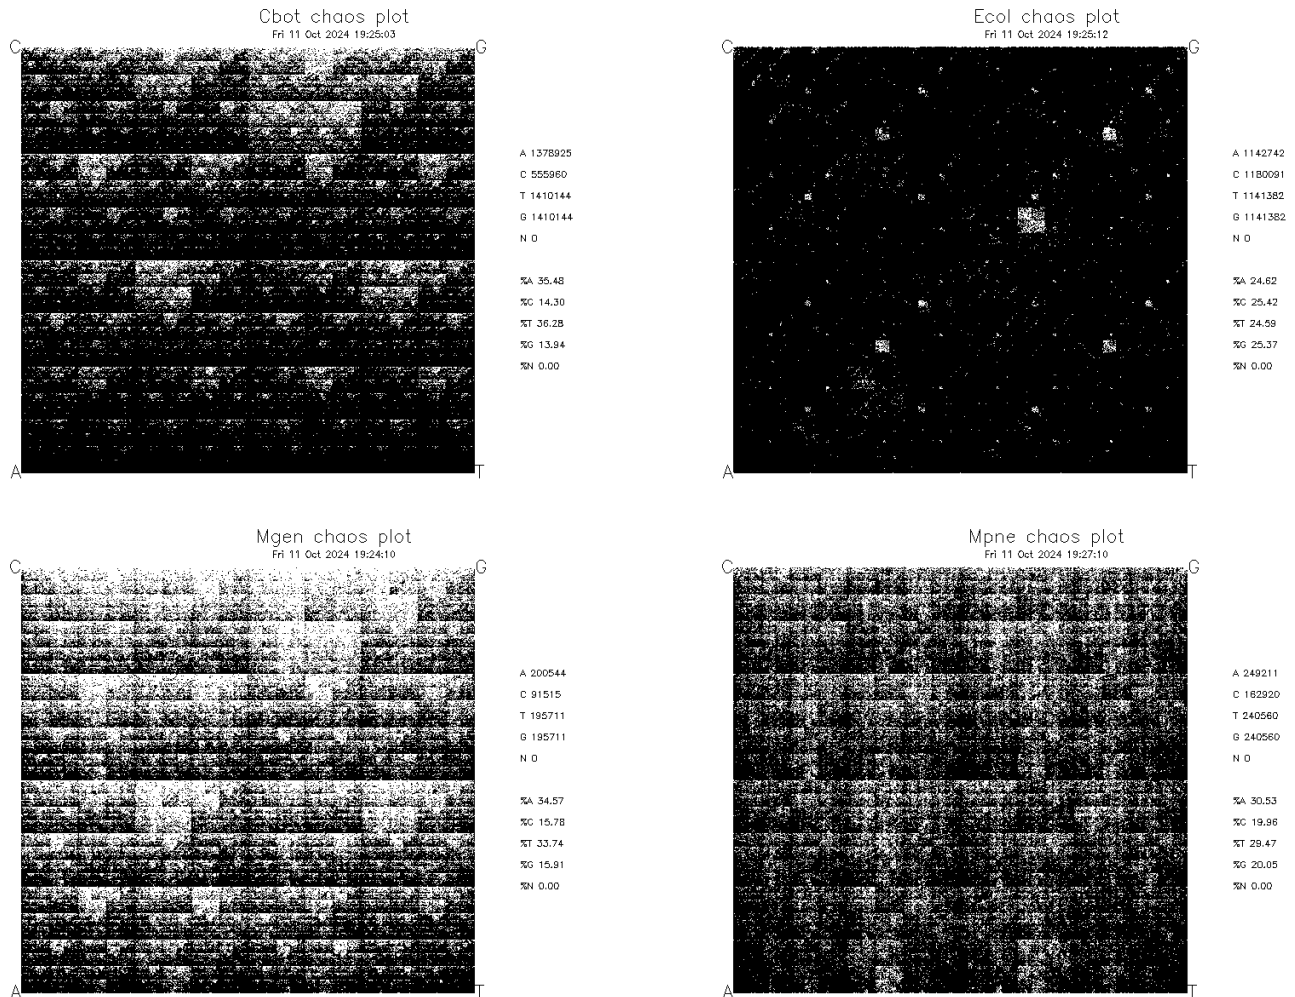 Cbot chaos plot
Fri 11 Oct 2024 19:25:03
C
G
A 1378925
C 555960
T 1410144
G 1410144
N 0
%A 35.48
%C 14.30
%T 36.28
%G 13.94
%N 0.00
A
T
Ecol chaos plot
Fri 11 Oct 2024 19:25:12
C
G
A 1142742
C 1180091
T 1141382
G 1141382
N 0
%A 24.62
%C 25.42
%T 24.59
%G 25.37
%N 0.00
A
T
Mgen chaos plot
Fri 11 Oct 2024 19:24:10
C
G
A 200544
C 91515
T 195711
G 195711
N 0
%A 34.57
%C 15.78
%T 33.74
%G 15.91
%N 0.00
A
T
Mpne chaos plot
Fri 11 Oct 2024 19:27:10
C
G
A 249211
C 162920
T 240560
G 240560
N 0
%A 30.53
%C 19.96
%T 29.47
%G 20.05
%N 0.00
A
T